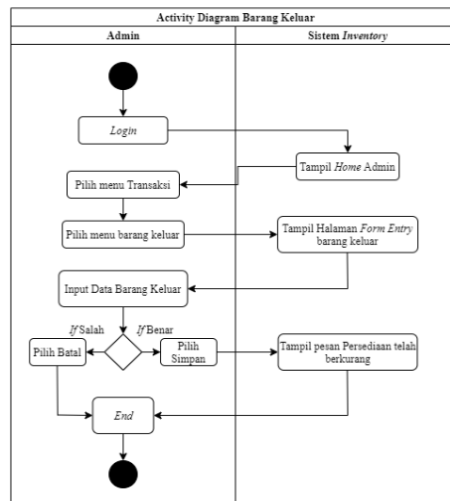 Activity Diagram Barang Keluar
Admin
Sistem Inventory
Login
Tampil Home Admin
Pilih menu Transaksi
Pilih menu barang keluar
Tampil Halaman Form Entry
barang keluar
Input Data Barang Keluar
If Salah
If Benar
Pilih Batal
Pilih
Simpan
Tampil pesan Persediaan telah
berkurang
End